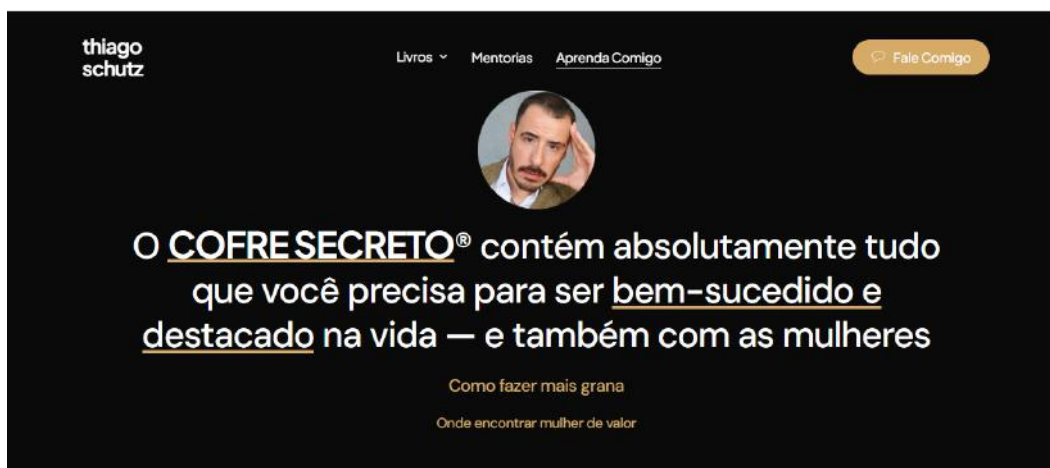 thiago
schutz
Livros
Mentorias
Aprenda Comigo
Fale Comigo
O COFRE SECRETO® contém absolutamente tudo
que você precisa para ser bem-sucedido e
destacado na vida — e também com as mulheres
Como fazer mais grana
Onde encontrar mulher de valor